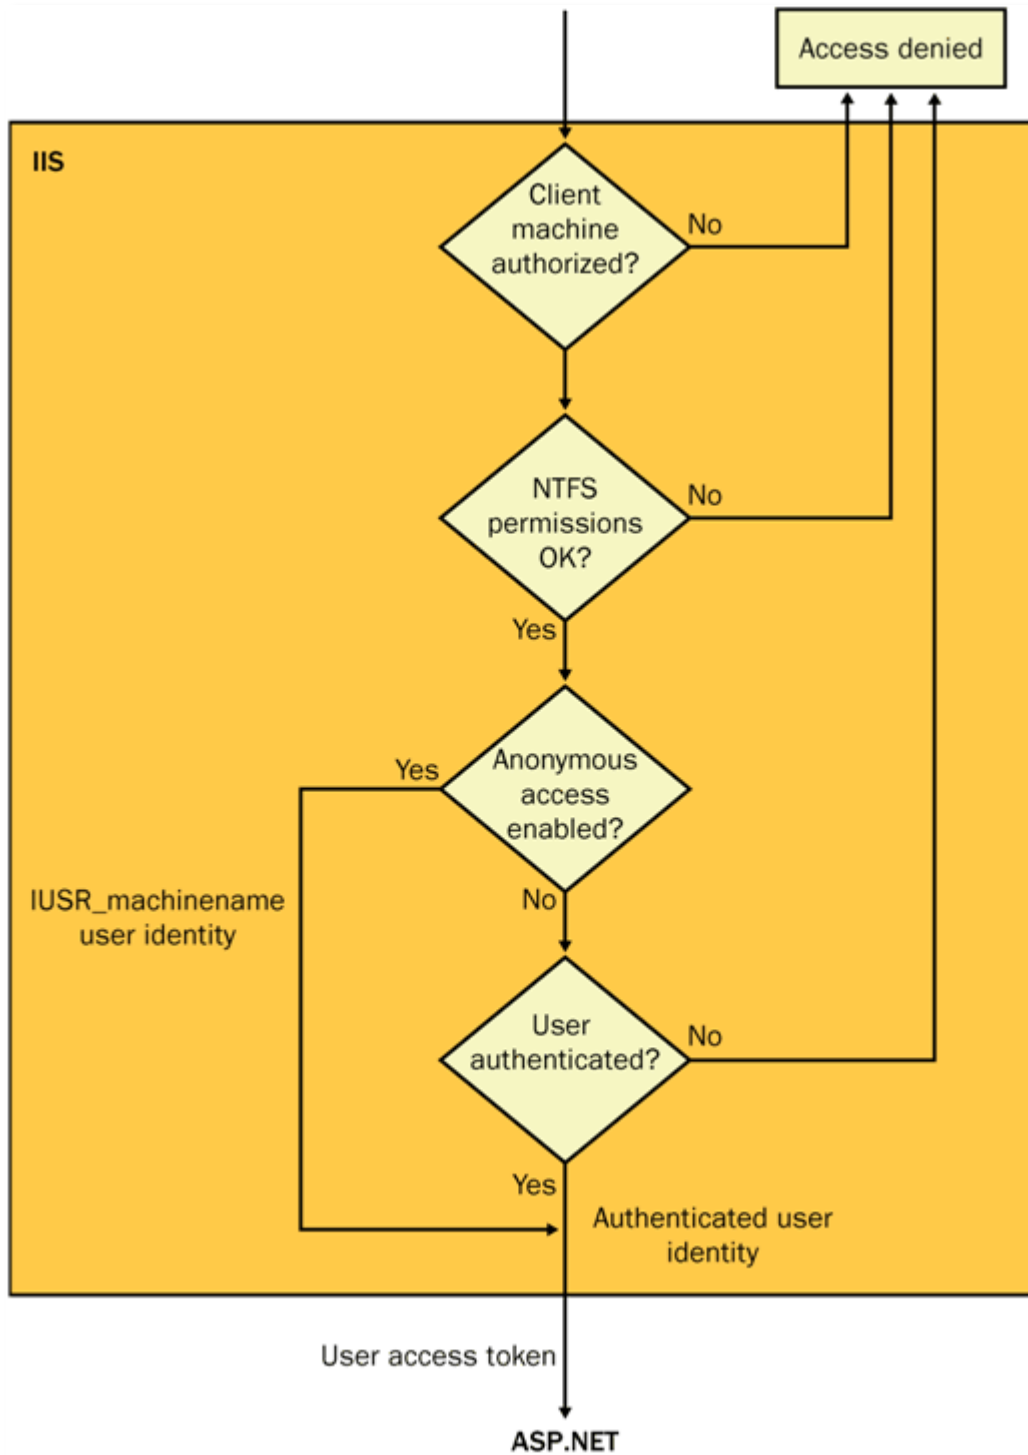 Access denied
IIS
Client
machine
authorized?
No
NTFS
permissions
OK?
No
Yes
Anonymous
access
enabled?
Yes
No
IUSR_machinename
user identity
User
authenticated?
No
Yes
Authenticated user
identity
User access token
ASP.NET